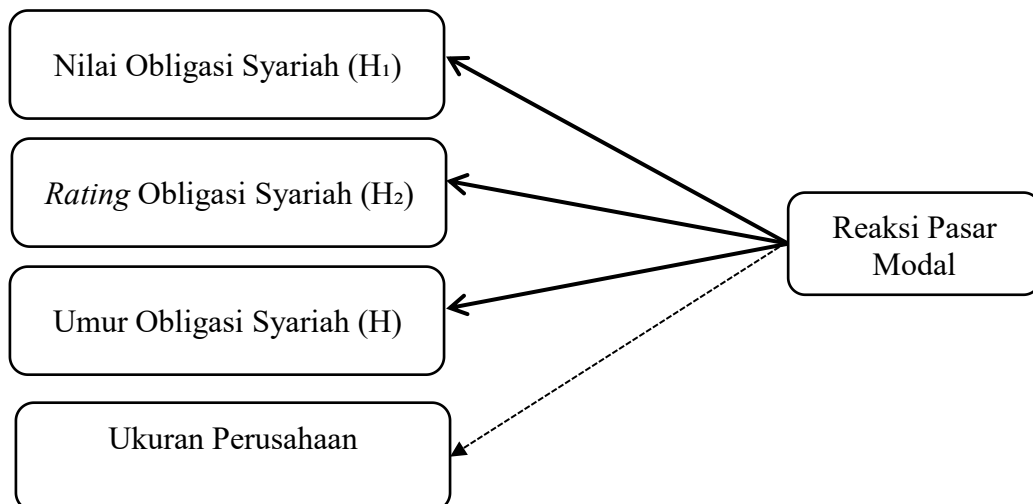 Nilai Obligasi Syariah (H₁)
Rating Obligasi Syariah (H₂)
Umur Obligasi Syariah (H)
Ukuran Perusahaan
Reaksi Pasar
Modal